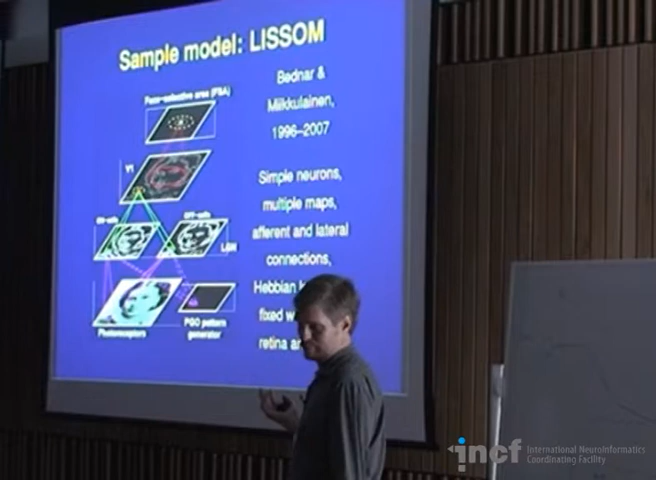 Sample model: LISSOM
Bednar &
Miikkulainen,
1996–2007
Simple neurons,
multiple maps,
afferent and lateral
connections,
Hebbian
fixed
retina
Face-selective area (FSA)
V1
ON-cells
OFF-cells
LGN
Photoreceptors
PGO pattern
generator
incf
International Neuroinformatics
Coordinating Facility